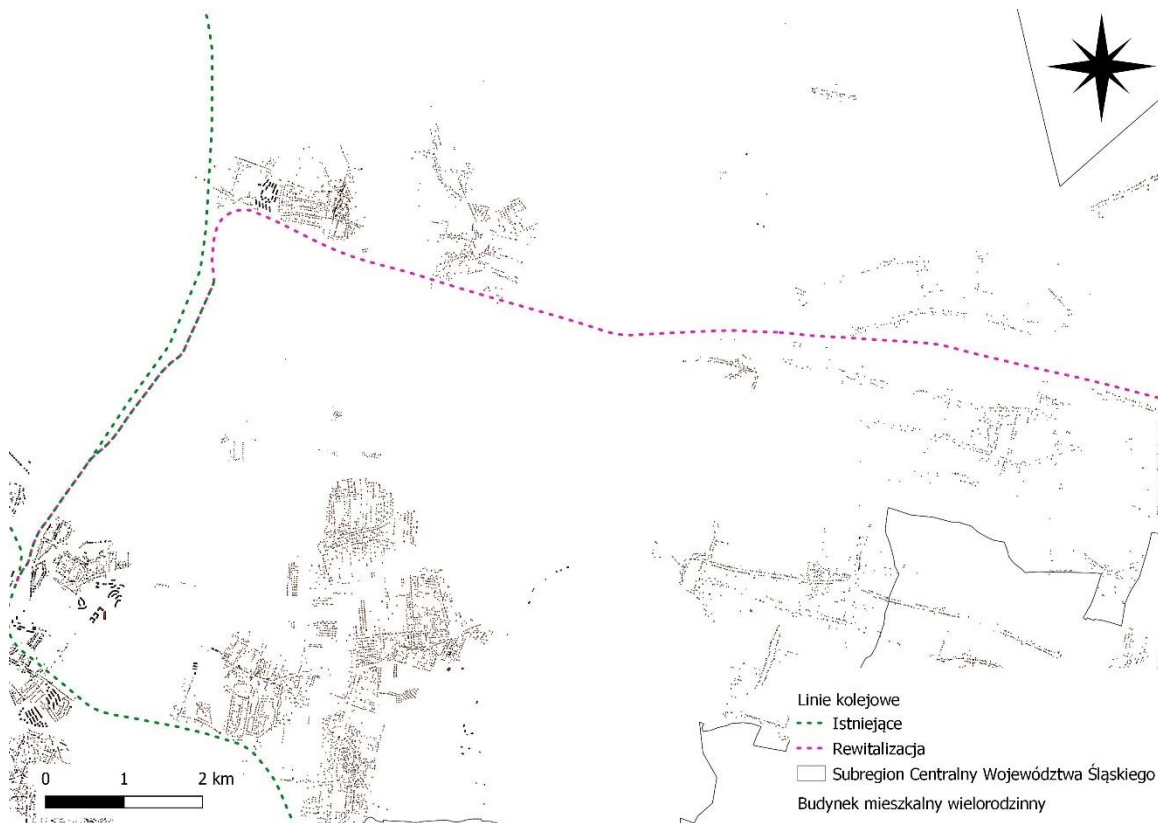 Linie kolejowe
Istniejące
Rewitalizacja
Subregion Centralny Województwa Śląskiego
Budynek mieszkalny wielorodzinny
0 1 2 km